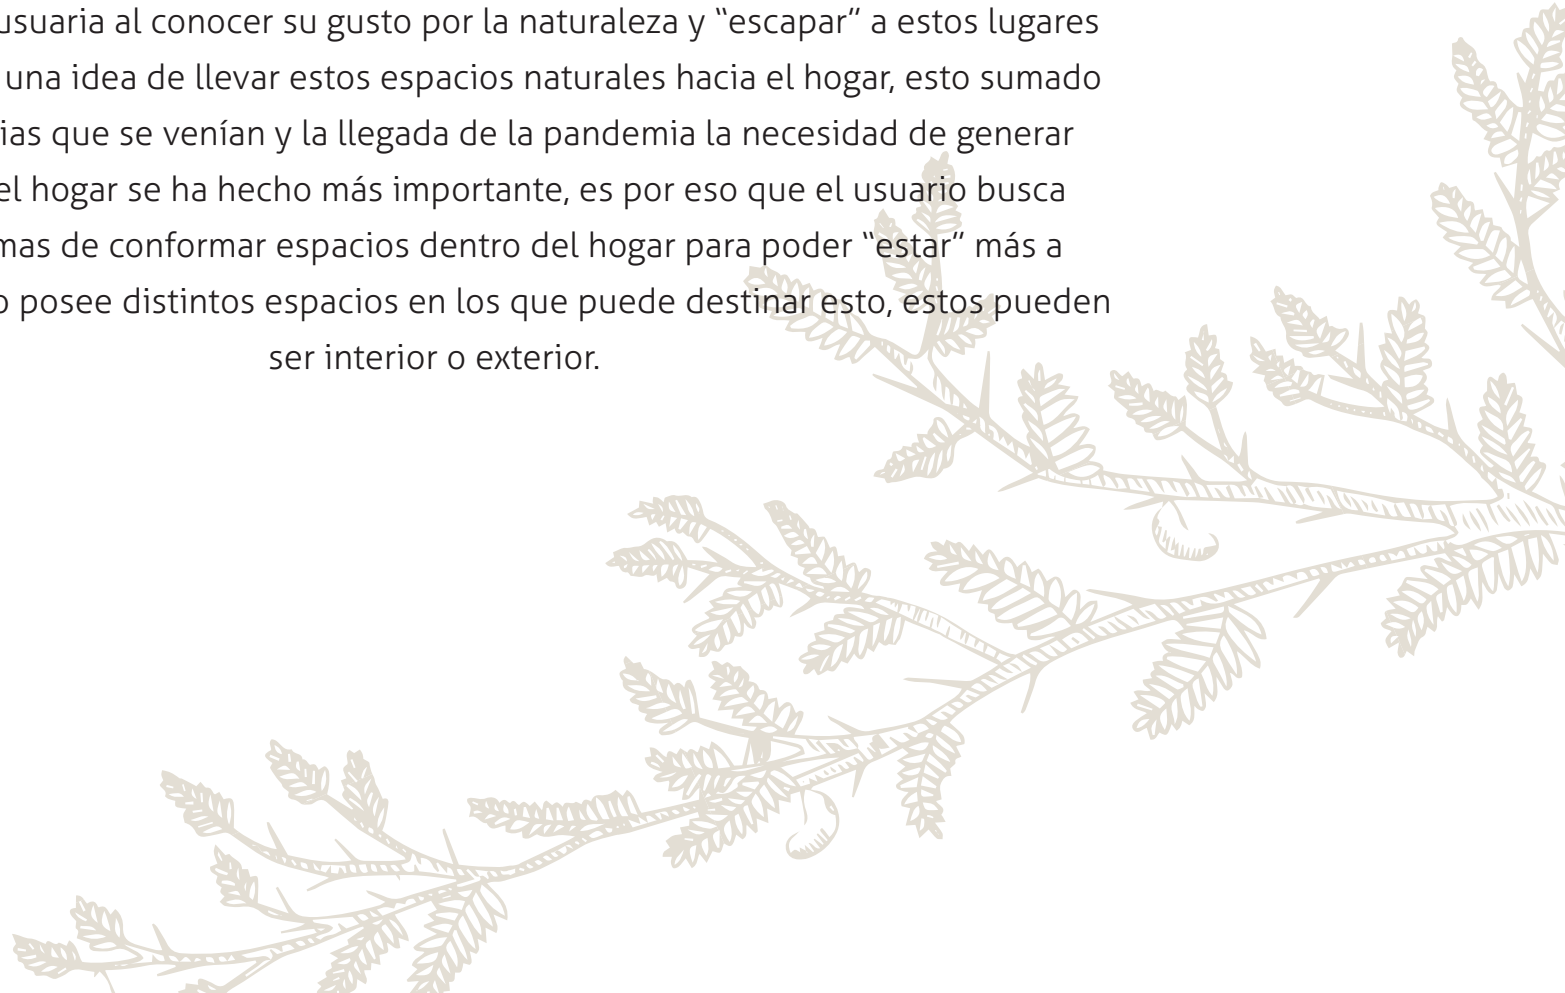 usuaria al conocer su gusto por la naturaleza y “escapar” a estos lugares
una idea de llevar estos espacios naturales hacia el hogar, esto sumado
ias que se venían y la llegada de la pandemia la necesidad de generar
el hogar se ha hecho más importante, es por eso que el usuario busca
mas de conformar espacios dentro del hogar para poder “estar” más a
o posee distintos espacios en los que puede destinar esto, estos pueden
ser interior o exterior.